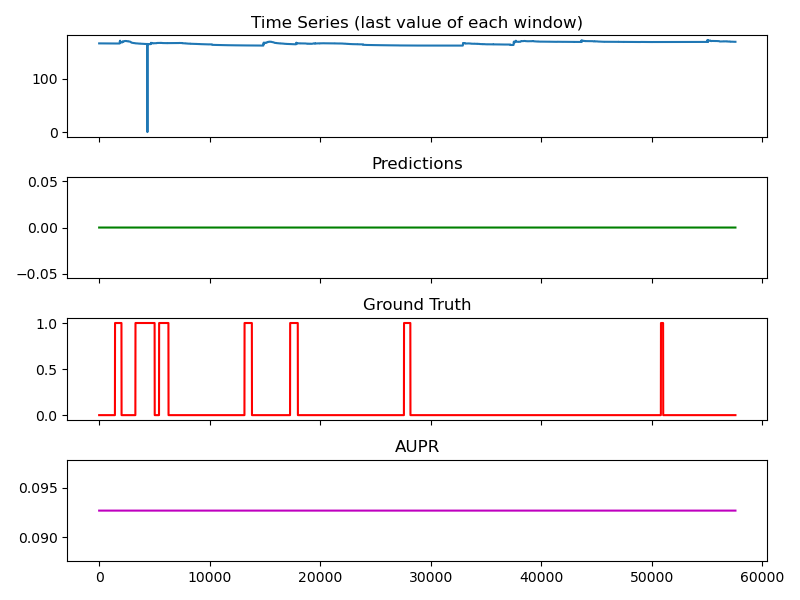 Time Series (last value of each window)
100
0
Predictions
0.05
0.00
−0.05
Ground Truth
1.0
0.5
0.0
AUPR
0.095
0.090
0 10000 20000 30000 40000 50000 60000